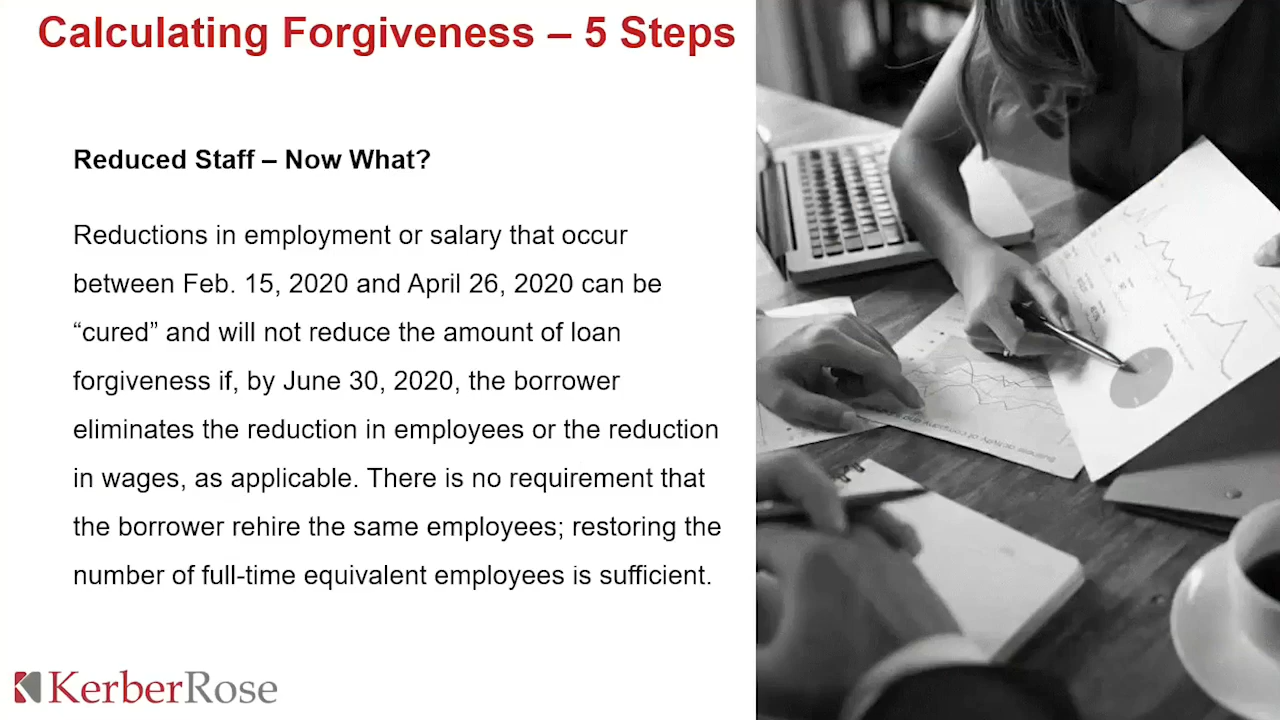 Calculating Forgiveness – 5 Steps
Reduced Staff – Now What?
Reductions in employment or salary that occur
between Feb. 15, 2020 and April 26, 2020 can be
“cured” and will not reduce the amount of loan
forgiveness if, by June 30, 2020, the borrower
eliminates the reduction in employees or the reduction
in wages, as applicable. There is no requirement that
the borrower rehire the same employees; restoring the
number of full-time equivalent employees is sufficient.
KerberRose